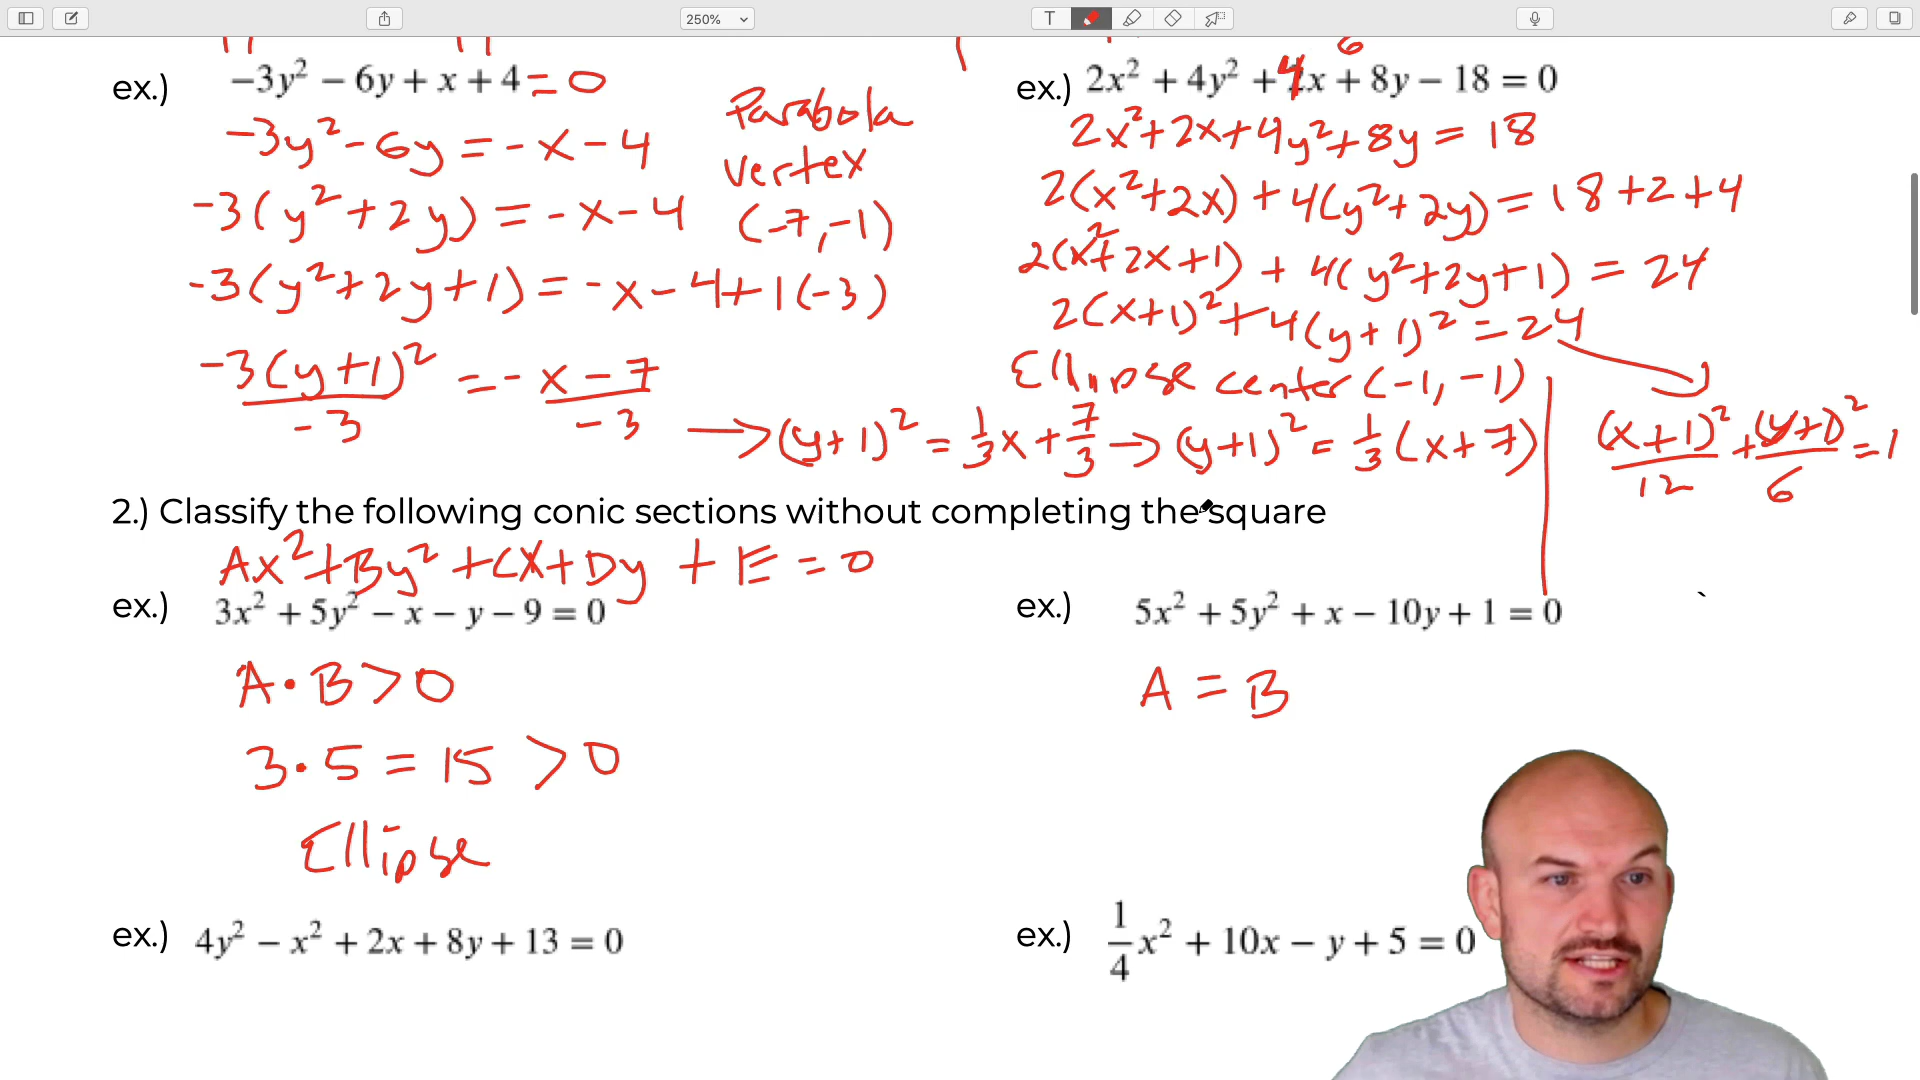 250%
T
ex.) −3y² − 6y + x + 4 = 0
−3y² − 6y = −x − 4
−3(y² + 2y) = −x − 4
−3(y² + 2y + 1) = −x − 4 + 1(−3)
−3(y + 1)² / −3 = −x − 7 / −3 → (y + 1)² = 1/3 x + 7/3 → (y + 1)² = 1/3 (x + 7)
Parabola
vertex
(−7, −1)
6
ex.) 2x² + 4y² + 4x + 8y − 18 = 0
2x² + 2x + 4y² + 8y = 18
2(x² + 2x) + 4(y² + 2y) = 18 + 2 + 4
2(x² + 2x + 1) + 4(y² + 2y + 1) = 24
2(x + 1)² + 4(y + 1)² = 24
Ellipse center (−1, −1)
(x + 1)² / 12 + (y + 1)² / 6 = 1
2.) Classify the following conic sections without completing the square
Ax² + By² + Cx + Dy + E = 0
ex.) 3x² + 5y² − x − y − 9 = 0
A · B > 0
3 · 5 = 15 > 0
Ellipse
ex.) 5x² + 5y² + x − 10y + 1 = 0
A = B
ex.) 4y² − x² + 2x + 8y + 13 = 0
ex.) 1/4 x² + 10x − y + 5 = 0